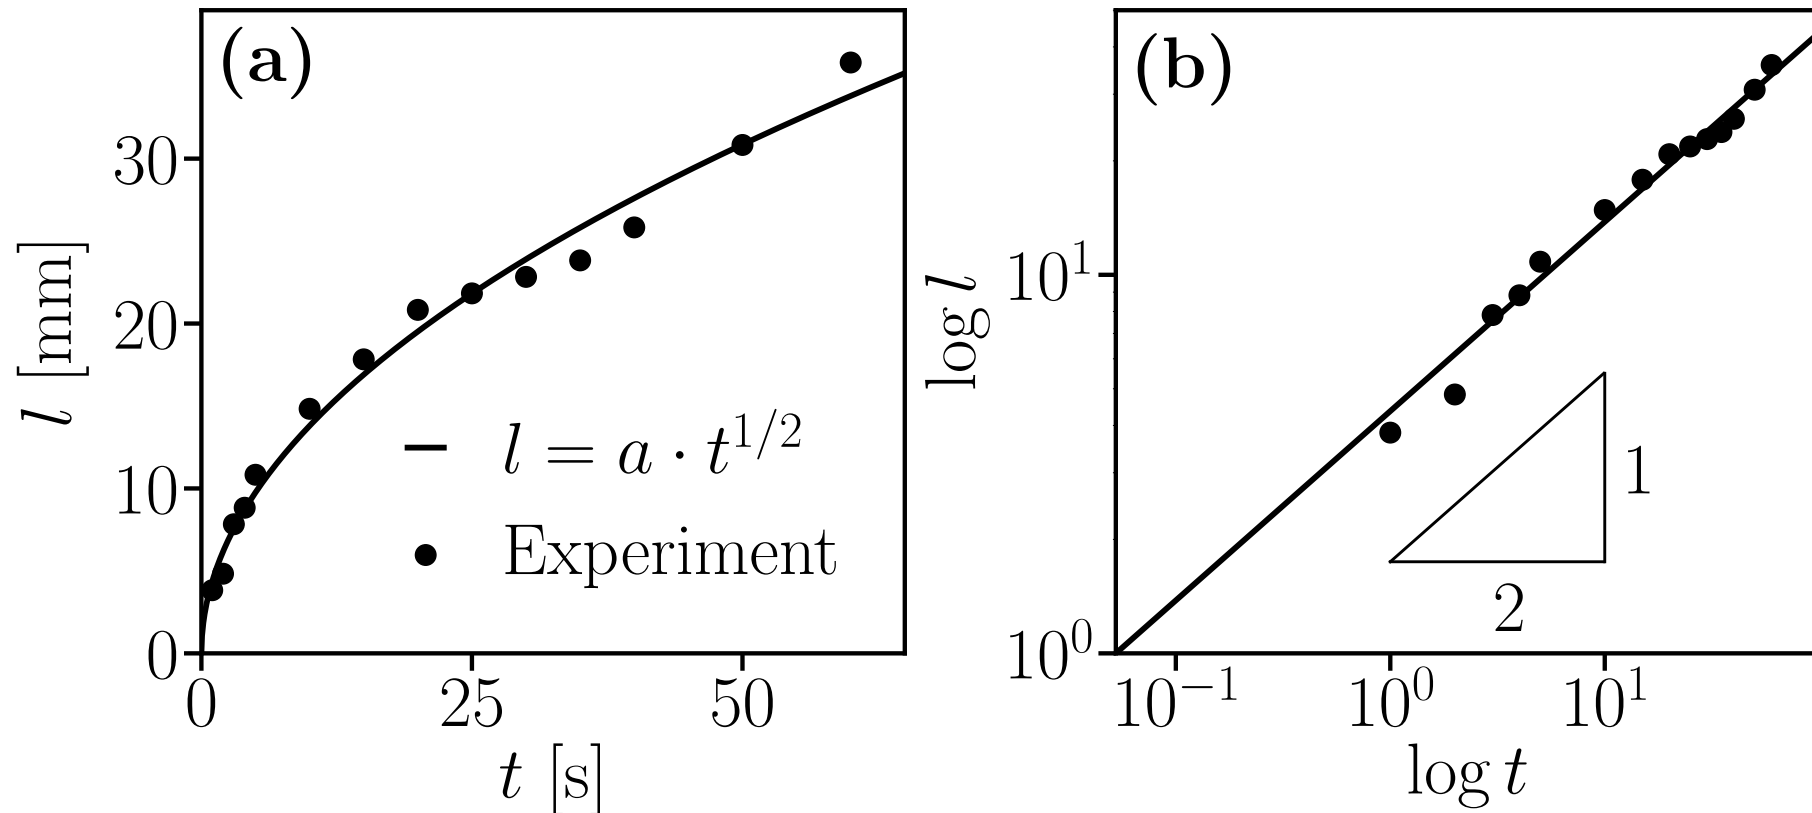 (a)
l [mm]
30
20
10
0
0 25 50
t [s]
l = a · t^{1/2}
Experiment
(b)
log l
10^1
10^0
10^{-1} 10^0 10^1
log t
1
2